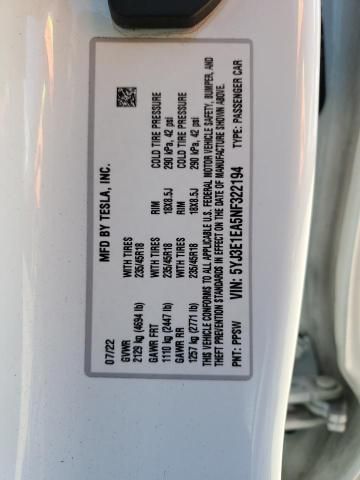 MFD BY TESLA, INC.
07/22
GVWR
2129 kg (4694 lb)
GAWR FRT WITH TIRES RIM COLD TIRE PRESSURE
1110 kg (2447 lb) 235/45R18 18X8.5J 290 kPa, 42 psi
GAWR RR WITH TIRES RIM COLD TIRE PRESSURE
1257 kg (2771 lb) 235/45R18 18X8.5J 290 kPa, 42 psi
THIS VEHICLE CONFORMS TO ALL APPLICABLE U.S. FEDERAL MOTOR VEHICLE SAFETY, BUMPER, AND
THEFT PREVENTION STANDARDS IN EFFECT ON THE DATE OF MANUFACTURE SHOWN ABOVE.
VIN: 5YJ3E1EA5NF322194 TYPE: PASSENGER CAR
PNT: PPSW